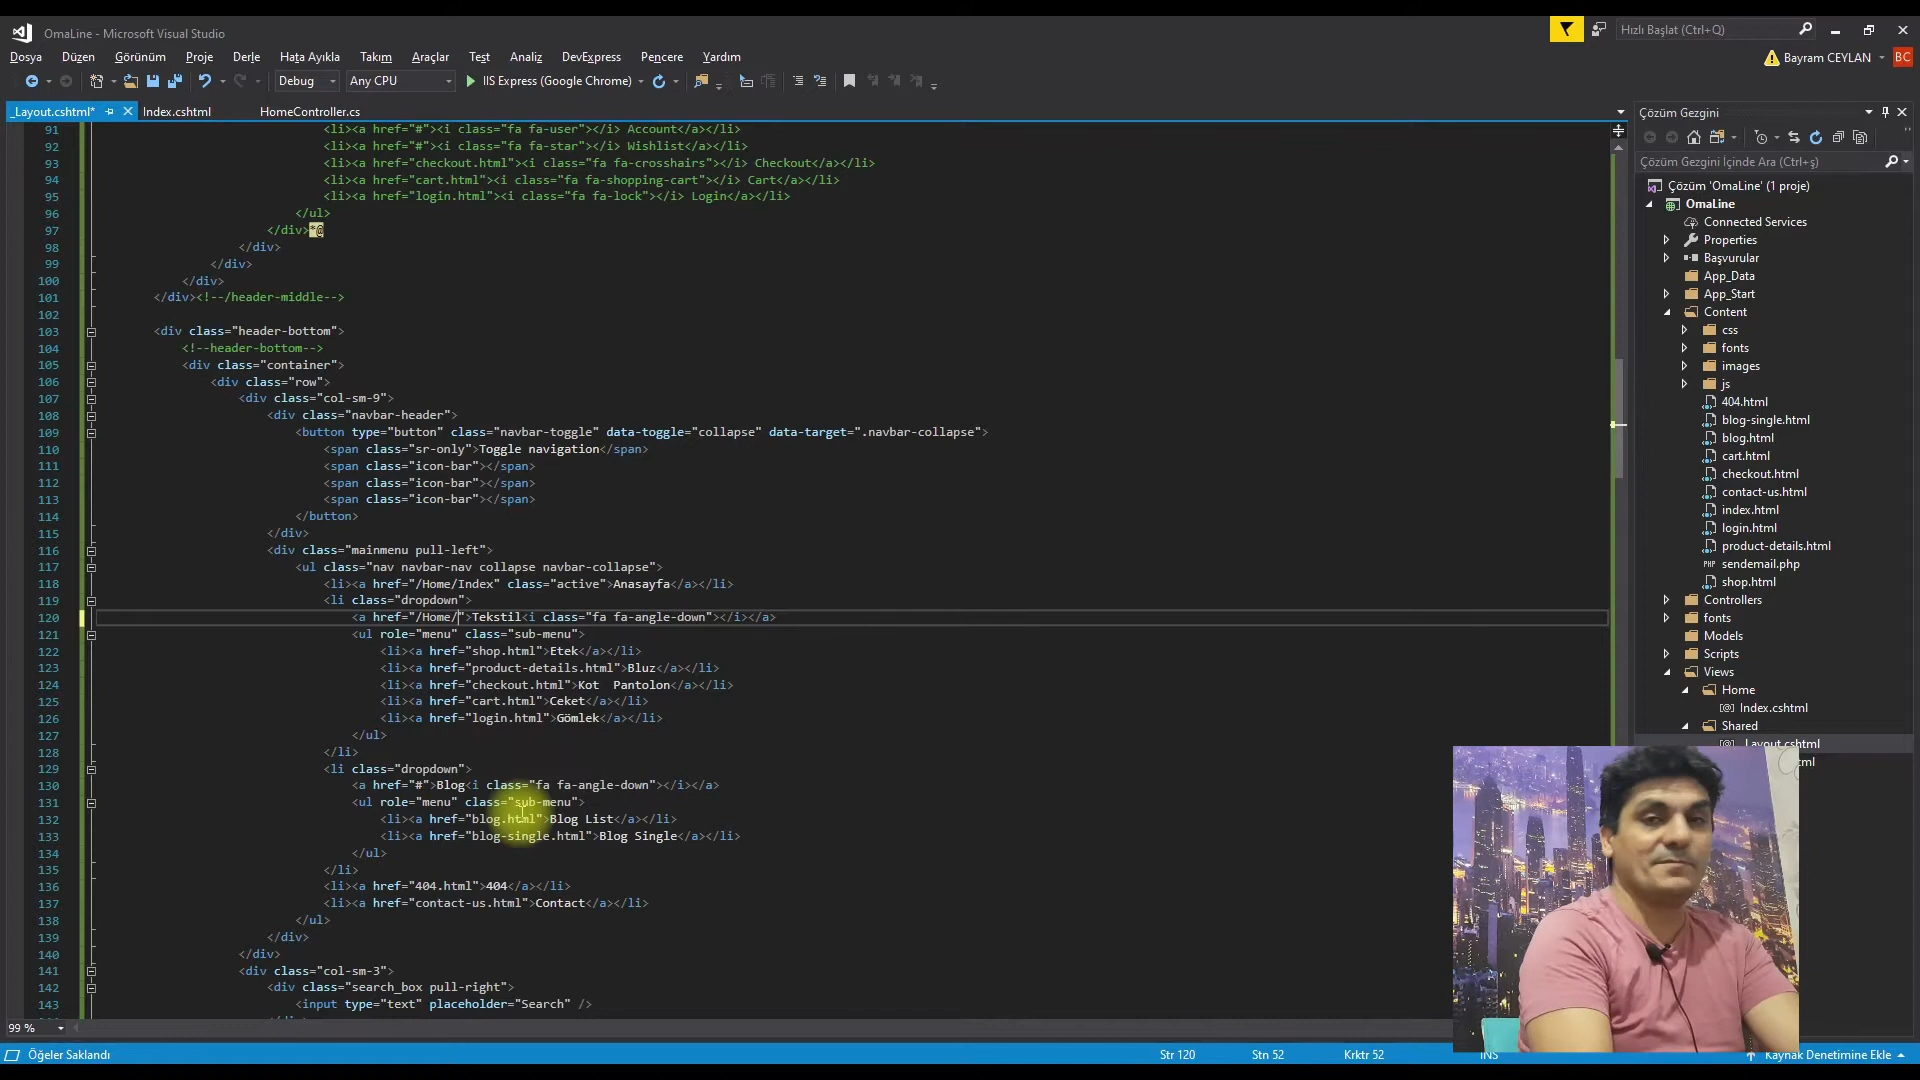 OmaLine - Microsoft Visual Studio
Hızlı Başlat (Ctrl+Q)
Dosya Düzen Görünüm Proje Derle Hata Ayıkla Takım Araçlar Test Analiz DevExpress Pencere Yardım
Bayram CEYLAN BC
Debug Any CPU IIS Express (Google Chrome)
_Layout.cshtml* Index.cshtml HomeController.cs
91 <li><a href="#"><i class="fa fa-user"></i> Account</a></li>
92 <li><a href="#"><i class="fa fa-star"></i> Wishlist</a></li>
93 <li><a href="checkout.html"><i class="fa fa-crosshairs"></i> Checkout</a></li>
94 <li><a href="cart.html"><i class="fa fa-shopping-cart"></i> Cart</a></li>
95 <li><a href="login.html"><i class="fa fa-lock"></i> Login</a></li>
96 </ul>
97 </div>*@
98 </div>
99 </div>
100 </div>
101 </div><!--/header-middle-->
102
103 <div class="header-bottom">
104 <!--header-bottom-->
105 <div class="container">
106 <div class="row">
107 <div class="col-sm-9">
108 <div class="navbar-header">
109 <button type="button" class="navbar-toggle" data-toggle="collapse" data-target=".navbar-collapse">
110 <span class="sr-only">Toggle navigation</span>
111 <span class="icon-bar"></span>
112 <span class="icon-bar"></span>
113 <span class="icon-bar"></span>
114 </button>
115 </div>
116 <div class="mainmenu pull-left">
117 <ul class="nav navbar-nav collapse navbar-collapse">
118 <li><a href="/Home/Index" class="active">Anasayfa</a></li>
119 <li class="dropdown">
120 <a href="/Home/">Tekstil<i class="fa fa-angle-down"></i></a>
121 <ul role="menu" class="sub-menu">
122 <li><a href="shop.html">Etek</a></li>
123 <li><a href="product-details.html">Bluz</a></li>
124 <li><a href="checkout.html">Kot  Pantolon</a></li>
125 <li><a href="cart.html">Ceket</a></li>
126 <li><a href="login.html">Gömlek</a></li>
127 </ul>
128 </li>
129 <li class="dropdown">
130 <a href="#">Blog<i class="fa fa-angle-down"></i></a>
131 <ul role="menu" class="sub-menu">
132 <li><a href="blog.html">Blog List</a></li>
133 <li><a href="blog-single.html">Blog Single</a></li>
134 </ul>
135 </li>
136 <li><a href="404.html">404</a></li>
137 <li><a href="contact-us.html">Contact</a></li>
138 </ul>
139 </div>
140 </div>
141 <div class="col-sm-3">
142 <div class="search_box pull-right">
143 <input type="text" placeholder="Search" />
99 %
Çözüm Gezgini
Çözüm Gezgini İçinde Ara (Ctrl+ş)
Çözüm 'OmaLine' (1 proje)
OmaLine
Connected Services
Properties
Başvurular
App_Data
App_Start
Content
css
fonts
images
js
404.html
blog-single.html
blog.html
cart.html
checkout.html
contact-us.html
index.html
login.html
product-details.html
PHP sendemail.php
shop.html
Controllers
fonts
Models
Scripts
Views
Home
Index.cshtml
Shared
_Layout.cshtml
Öğeler Saklandı Str 120 Stn 52 Krktr 52 INS Kaynak Denetimine Ekle